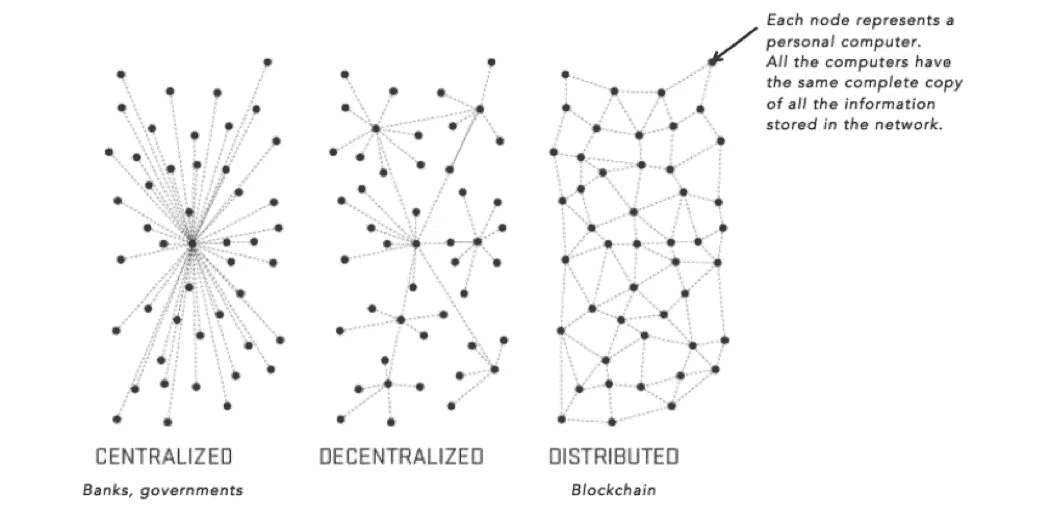 Each node represents a
personal computer.
All the computers have
the same complete copy
of all the information
stored in the network.
CENTRALIZED
DECENTRALIZED
DISTRIBUTED
Banks, governments
Blockchain